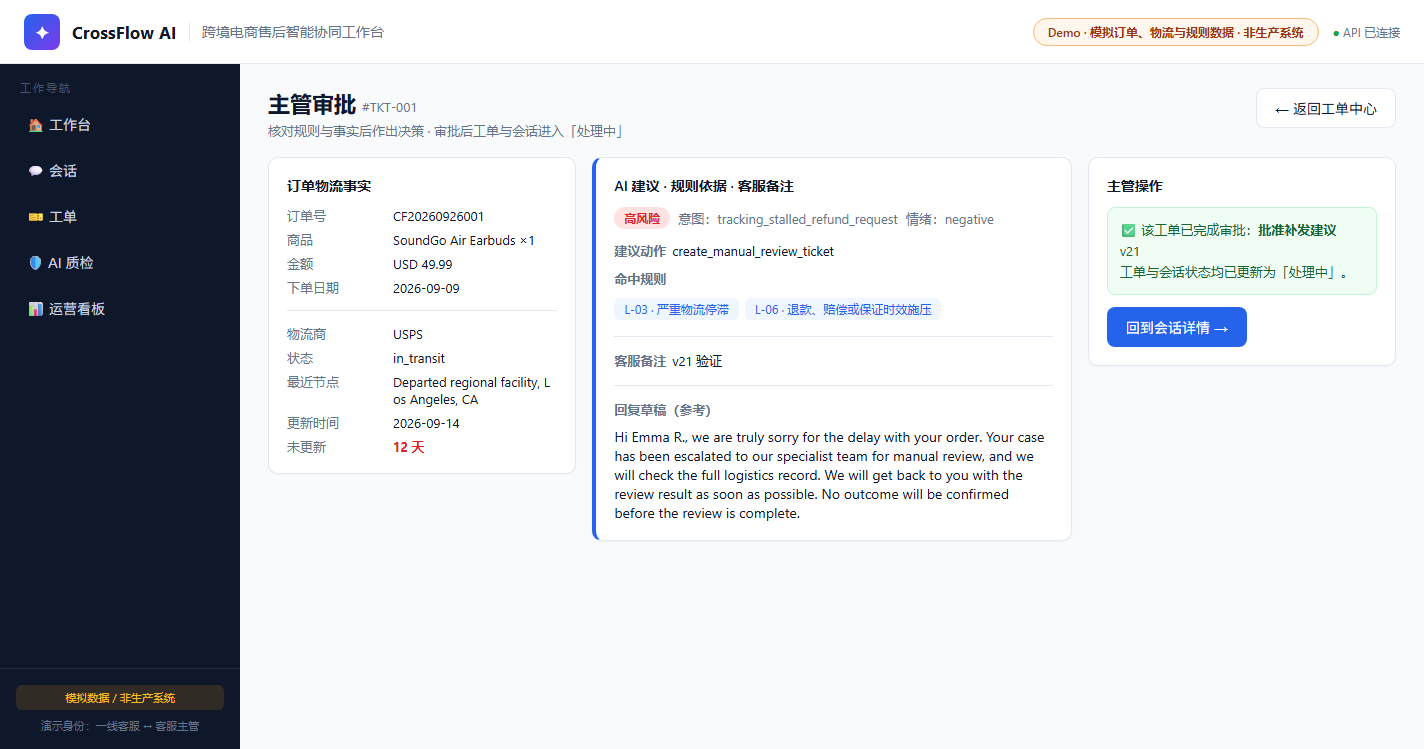 CrossFlow AI
跨境电商售后智能协同工作台
Demo · 模拟订单、物流与规则数据 · 非生产系统
● API 已连接
工作导航
工作台
会话
工单
AI 质检
运营看板
模拟数据 / 非生产系统
演示身份：一线客服 ↔ 客服主管
主管审批 #TKT-001
核对规则与事实后作出决策 · 审批后工单与会话进入「处理中」
← 返回工单中心
订单物流事实
订单号 CF20260926001
商品 SoundGo Air Earbuds ×1
金额 USD 49.99
下单日期 2026-09-09
物流商 USPS
状态 in_transit
最近节点 Departed regional facility, L
os Angeles, CA
更新时间 2026-09-14
未更新 12 天
AI 建议 · 规则依据 · 客服备注
高风险 意图：tracking_stalled_refund_request 情绪：negative
建议动作 create_manual_review_ticket
命中规则
L-03 · 严重物流停滞 L-06 · 退款、赔偿或保证时效施压
客服备注 v21 验证
回复草稿（参考）
Hi Emma R., we are truly sorry for the delay with your order. Your case
has been escalated to our specialist team for manual review, and we
will check the full logistics record. We will get back to you with the
review result as soon as possible. No outcome will be confirmed
before the review is complete.
主管操作
✅ 该工单已完成审批：批准补发建议
v21
工单与会话状态均已更新为「处理中」。
回到会话详情 →